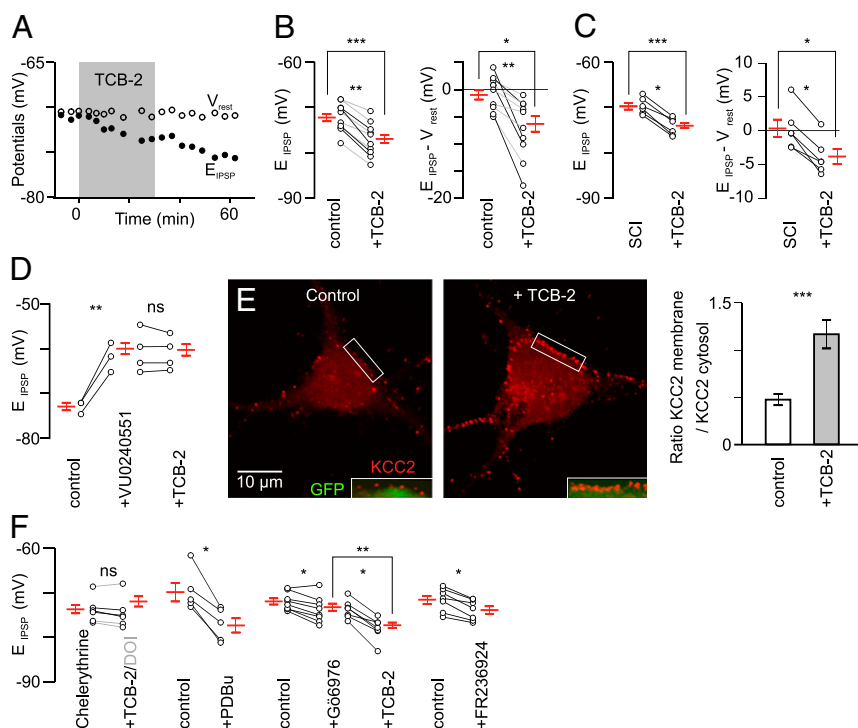 A
-65
-80
Potentials (mV)
TCB-2
Vrest
EIPSP
0
Time (min)
60
B
-60
-90
E IPSP (mV)
***
**
control
+TCB-2
0
-10
-20
E IPSP- V rest (mV)
*
**
control
+TCB-2
C
-60
-90
E IPSP (mV)
***
*
SCI
+TCB-2
10
5
0
-5
-10
E IPSP- V rest (mV)
*
*
SCI
+TCB-2
D
-50
-80
E IPSP (mV)
**
ns
control
+VU0240551
+TCB-2
E
Control
10 µm
KCC2
GFP
+ TCB-2
1.5
0
Ratio KCC2 membrane
/ KCC2 cytosol
***
control
+TCB-2
F
-60
-90
E IPSP (mV)
ns
Chelerythrine
+TCB-2/DOI
*
control
+PDBu
*
**
*
control
+Gö6976
+TCB-2
*
control
+FR236924